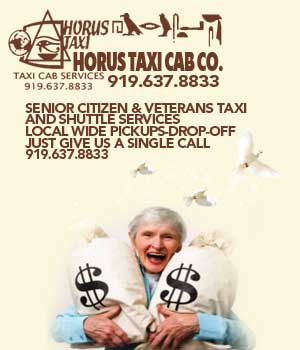 HORUS
TAXI
HORUS TAXI CAB CO.
TAXI CAB SERVICES
919.637.8833
919.637.8833
SENIOR CITIZEN & VETERANS TAXI
AND SHUTTLE SERVICES
LOCAL WIDE PICKUPS-DROP-OFF
JUST GIVE US A SINGLE CALL
919.637.8833
$
$